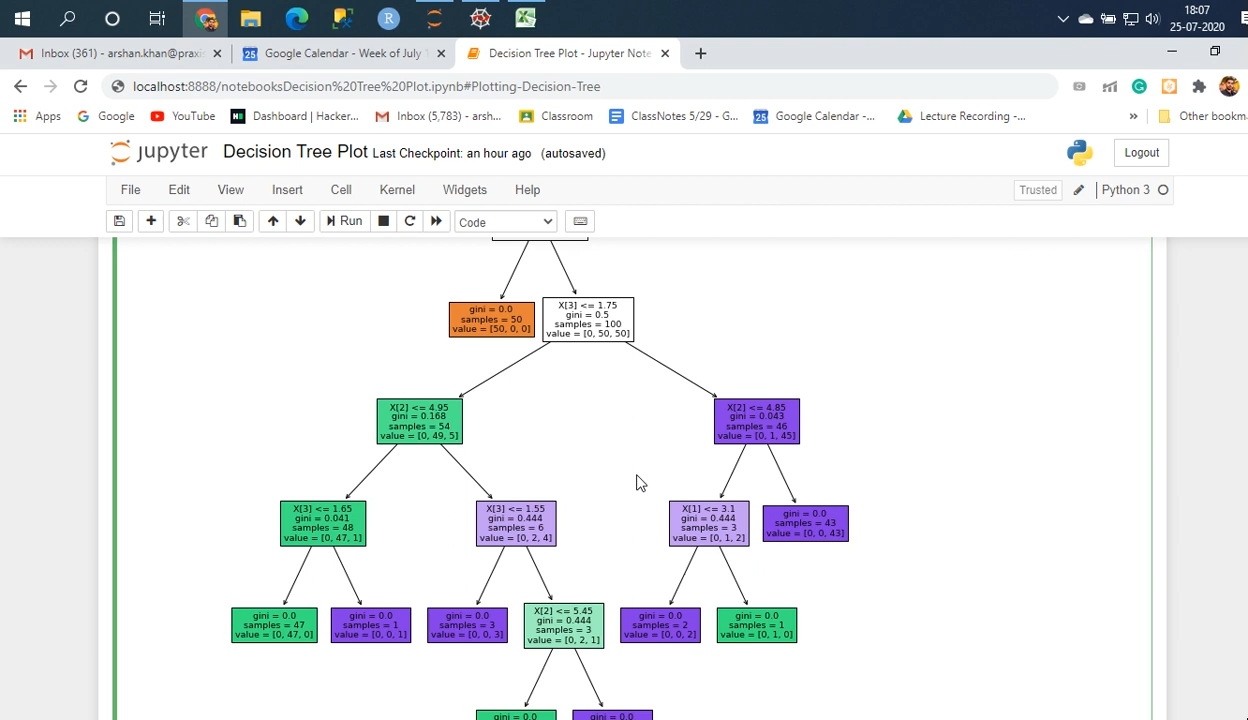 18:07
25-07-2020
Inbox (361) - arshan.khan@praxi
Google Calendar - Week of July 1
Decision Tree Plot - Jupyter Note
localhost:8888/notebooksDecision%20Tree%20Plot.ipynb#Plotting-Decision-Tree
Apps
Google
YouTube
Dashboard | Hacker...
Inbox (5,783) - arsh...
Classroom
ClassNotes 5/29 - G...
Google Calendar -...
Lecture Recording -...
Other bookm
jupyter
Decision Tree Plot Last Checkpoint: an hour ago (autosaved)
Logout
File Edit View Insert Cell Kernel Widgets Help
Trusted
Python 3
Run
Code
gini = 0.0
samples = 50
value = [50, 0, 0]
X[3] <= 1.75
gini = 0.5
samples = 100
value = [0, 50, 50]
X[2] <= 4.95
gini = 0.168
samples = 54
value = [0, 49, 5]
X[2] <= 4.85
gini = 0.043
samples = 46
value = [0, 1, 45]
X[3] <= 1.65
gini = 0.041
samples = 48
value = [0, 47, 1]
X[3] <= 1.55
gini = 0.444
samples = 6
value = [0, 2, 4]
X[1] <= 3.1
gini = 0.444
samples = 3
value = [0, 1, 2]
gini = 0.0
samples = 43
value = [0, 0, 43]
gini = 0.0
samples = 47
value = [0, 47, 0]
gini = 0.0
samples = 1
value = [0, 0, 1]
gini = 0.0
samples = 3
value = [0, 0, 3]
X[2] <= 5.45
gini = 0.444
samples = 3
value = [0, 2, 1]
gini = 0.0
samples = 2
value = [0, 0, 2]
gini = 0.0
samples = 1
value = [0, 1, 0]
gini = 0.0
gini = 0.0